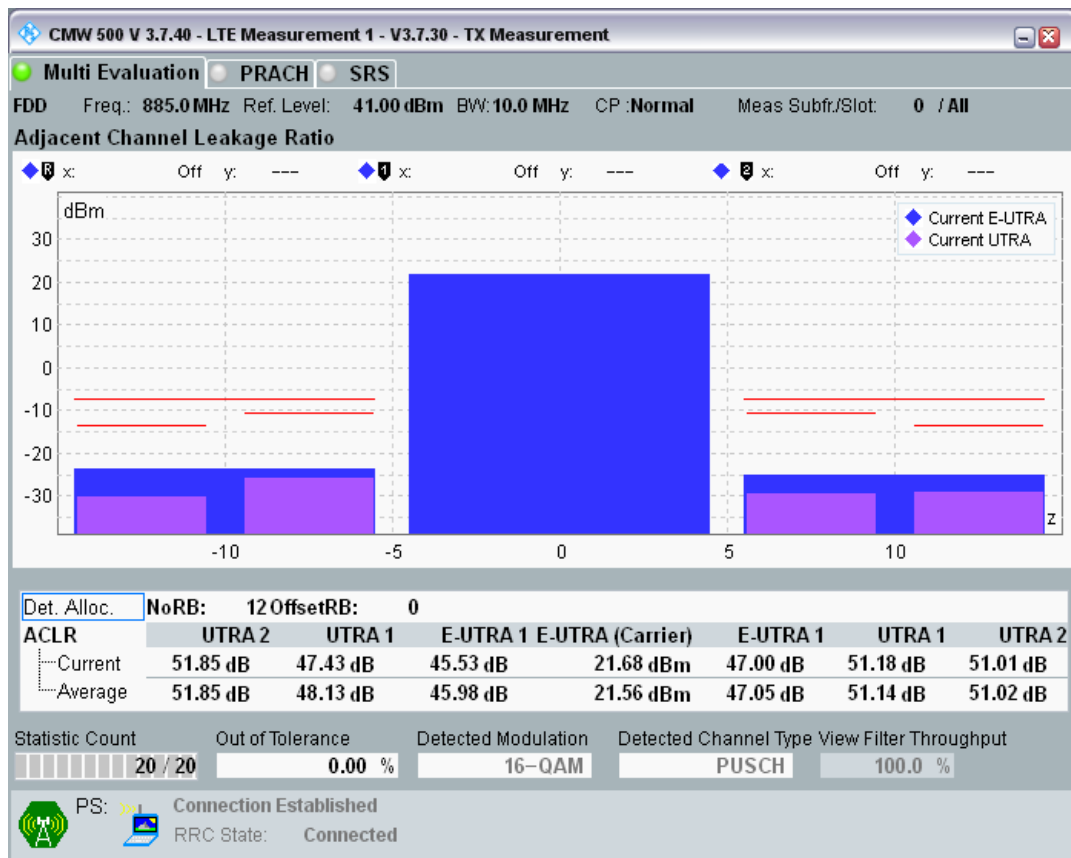 CMW 500 V 3.7.40 - LTE Measurement 1 - V3.7.30 - TX Measurement
Multi Evaluation PRACH SRS
FDD Freq.: 885.0 MHz Ref. Level: 41.00 dBm BW: 10.0 MHz CP :Normal Meas Subfr./Slot: 0 / All
Adjacent Channel Leakage Ratio
R x: Off y: --- 1 x: Off y: --- 2 x: Off y: ---
dBm
Current E-UTRA
Current UTRA
30
20
10
0
-10
-20
-30
z
-10 -5 0 5 10
Det. Alloc. NoRB: 12 OffsetRB: 0
ACLR UTRA 2 UTRA 1 E-UTRA 1 E-UTRA (Carrier) E-UTRA 1 UTRA 1 UTRA 2
Current 51.85 dB 47.43 dB 45.53 dB 21.68 dBm 47.00 dB 51.18 dB 51.01 dB
Average 51.85 dB 48.13 dB 45.98 dB 21.56 dBm 47.05 dB 51.14 dB 51.02 dB
Statistic Count Out of Tolerance Detected Modulation Detected Channel Type View Filter Throughput
20 / 20 0.00 % 16-QAM PUSCH 100.0 %
PS: Connection Established
RRC State: Connected